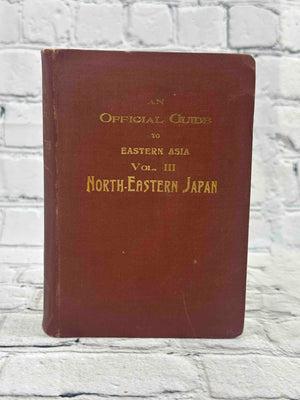 AN
OFFICIAL GUIDE
TO
EASTERN ASIA
VOL. III
NORTH-EASTERN JAPAN